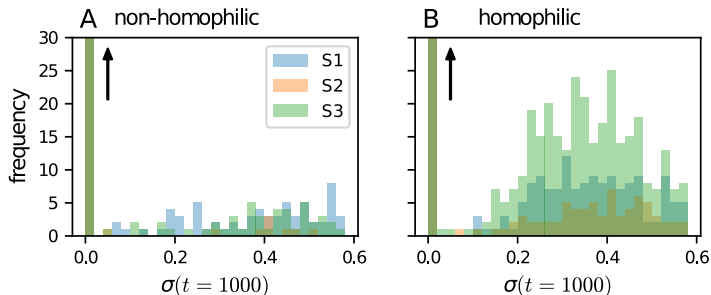 A non-homophilic
B homophilic
frequency
30
25
20
15
10
5
0
S1
S2
S3
0.0 0.2 0.4 0.6
0.0 0.2 0.4 0.6
σ(t = 1000)
σ(t = 1000)